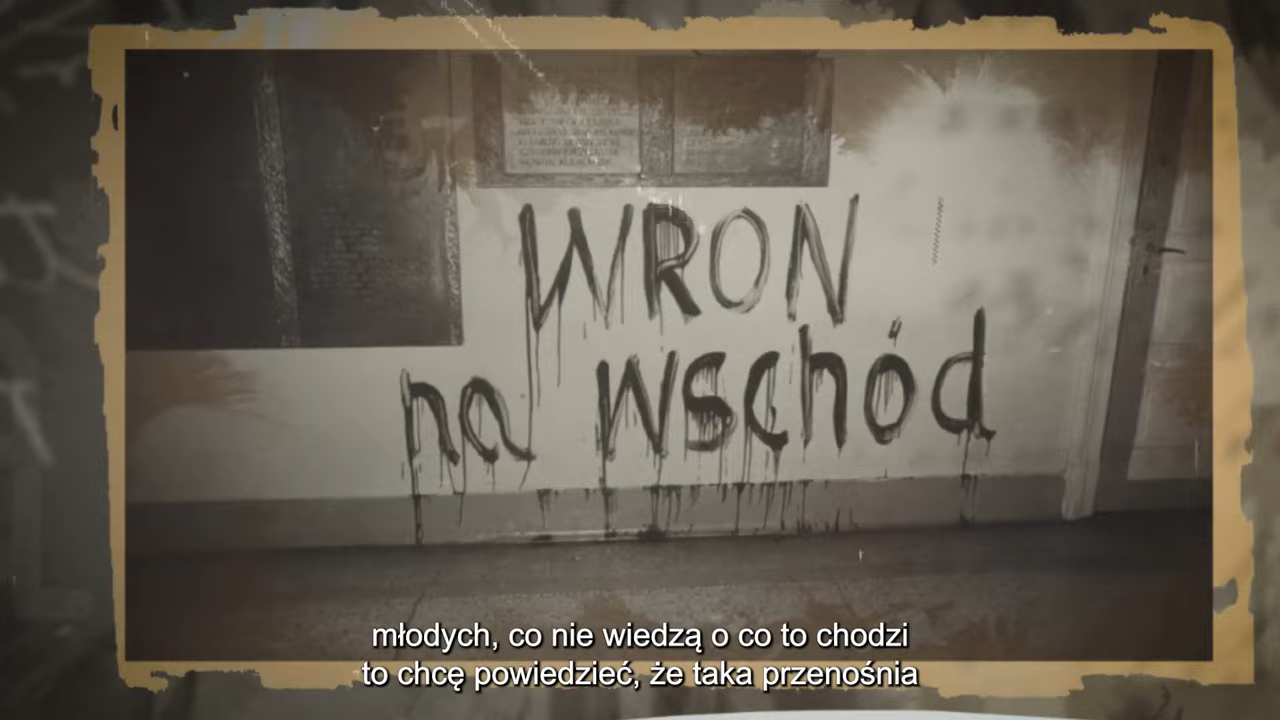 WRON
na wschód
młodych, co nie wiedzą o co to chodzi
to chcę powiedzieć, że taka przenośnia